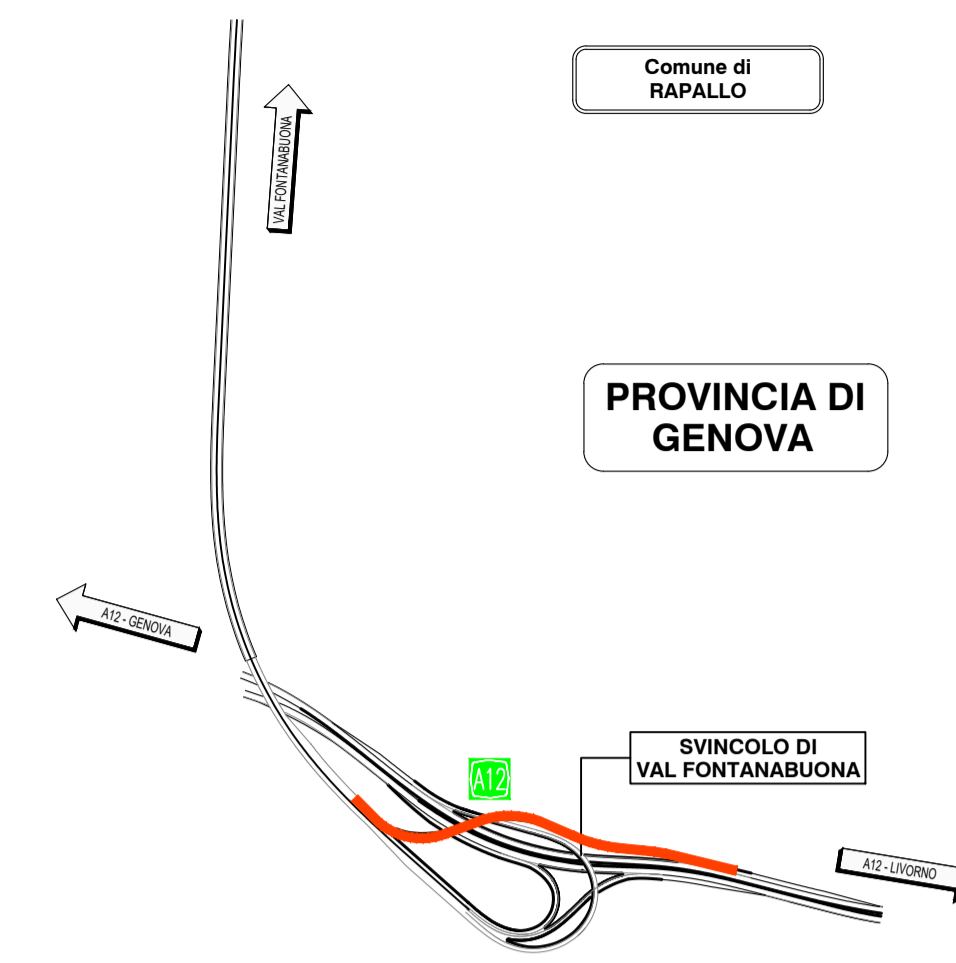 Comune di
RAPALLO
VAL FONTANABUONA
PROVINCIA DI
GENOVA
A12 - GENOVA
SVINCOLO DI
VAL FONTANABUONA
A12
A12 - LIVORNO